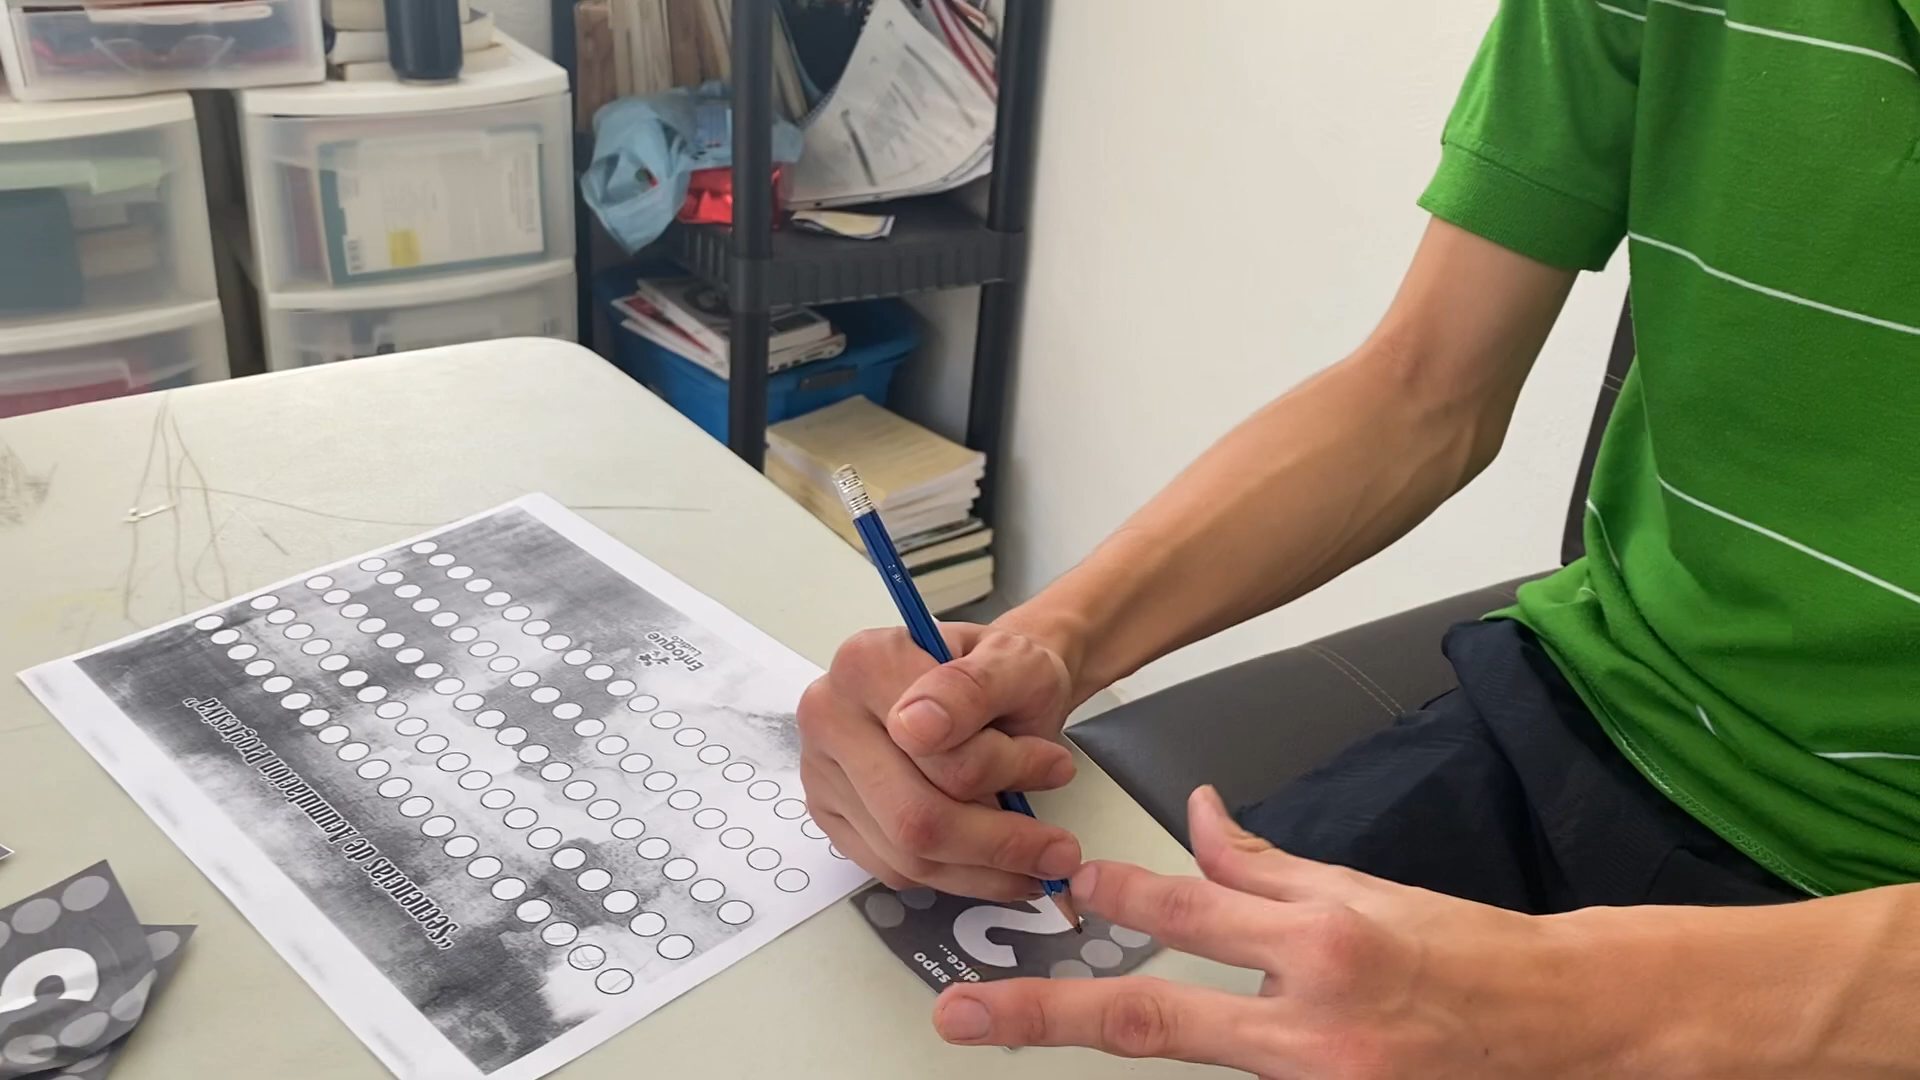 "Secuencias de Acumulación Progresiva"
Enfoque
Lúdico
sapo
dice...
2